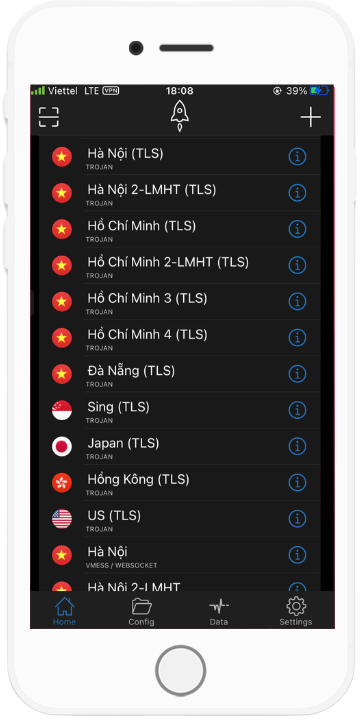 Viettel LTE VPN 18:08 39%
Hà Nội (TLS)
TROJAN
Hà Nội 2-LMHT (TLS)
TROJAN
Hồ Chí Minh (TLS)
TROJAN
Hồ Chí Minh 2-LMHT (TLS)
TROJAN
Hồ Chí Minh 3 (TLS)
TROJAN
Hồ Chí Minh 4 (TLS)
TROJAN
Đà Nẵng (TLS)
TROJAN
Sing (TLS)
TROJAN
Japan (TLS)
TROJAN
Hồng Kông (TLS)
TROJAN
US (TLS)
TROJAN
Hà Nội
VMESS / WEBSOCKET
Hà Nội 2-LMHT
Home Config Data Settings